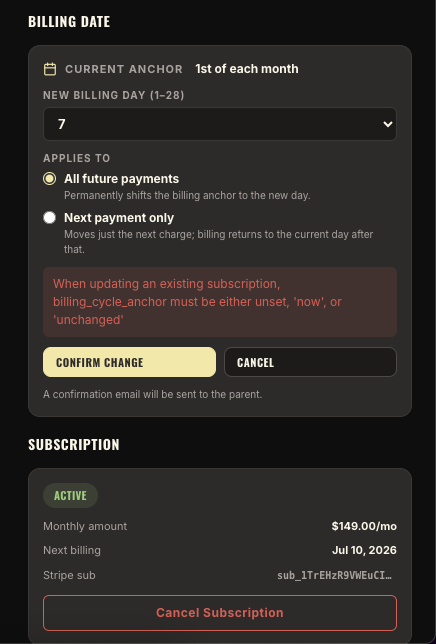 BILLING DATE
CURRENT ANCHOR 1st of each month
NEW BILLING DAY (1–28)
7
APPLIES TO
All future payments
Permanently shifts the billing anchor to the new day.
Next payment only
Moves just the next charge; billing returns to the current day after
that.
When updating an existing subscription,
billing_cycle_anchor must be either unset, 'now', or
'unchanged'
CONFIRM CHANGE
CANCEL
A confirmation email will be sent to the parent.
SUBSCRIPTION
ACTIVE
Monthly amount $149.00/mo
Next billing Jul 10, 2026
Stripe sub sub_1TrEHzR9VWEuCI…
Cancel Subscription